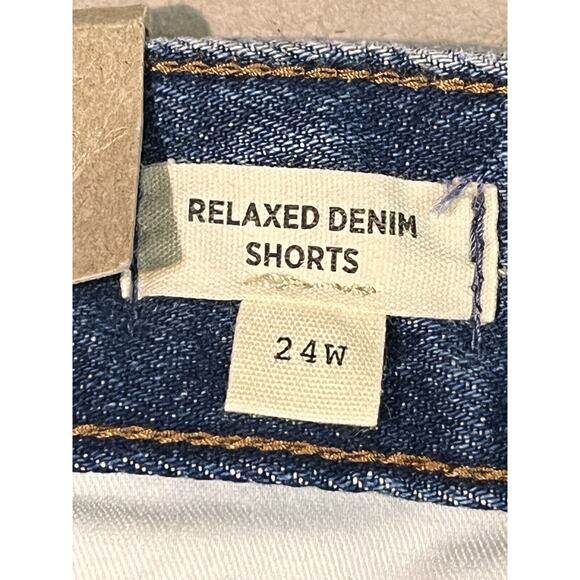 RELAXED DENIM
SHORTS
24W